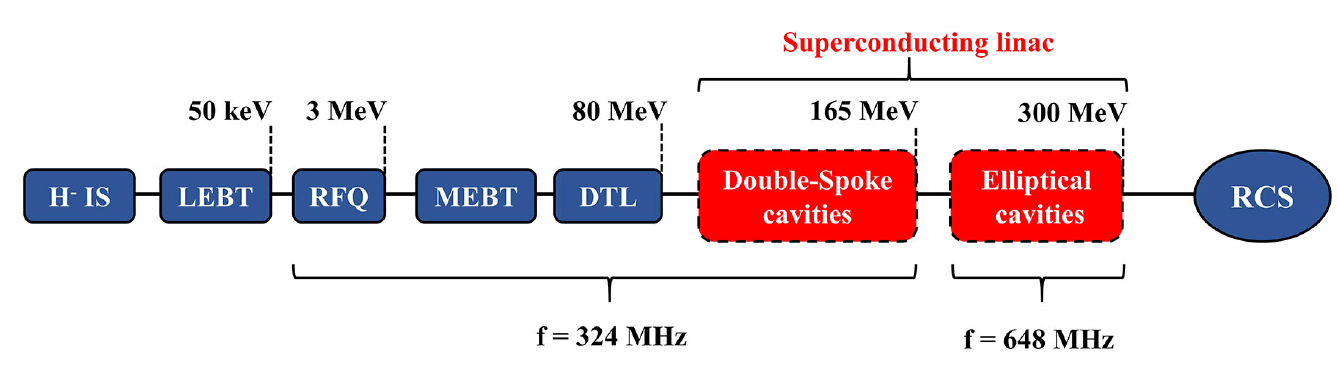 Superconducting linac
50 keV
3 MeV
80 MeV
165 MeV
300 MeV
H- IS
LEBT
RFQ
MEBT
DTL
Double-Spoke
cavities
Elliptical
cavities
RCS
f = 324 MHz
f = 648 MHz